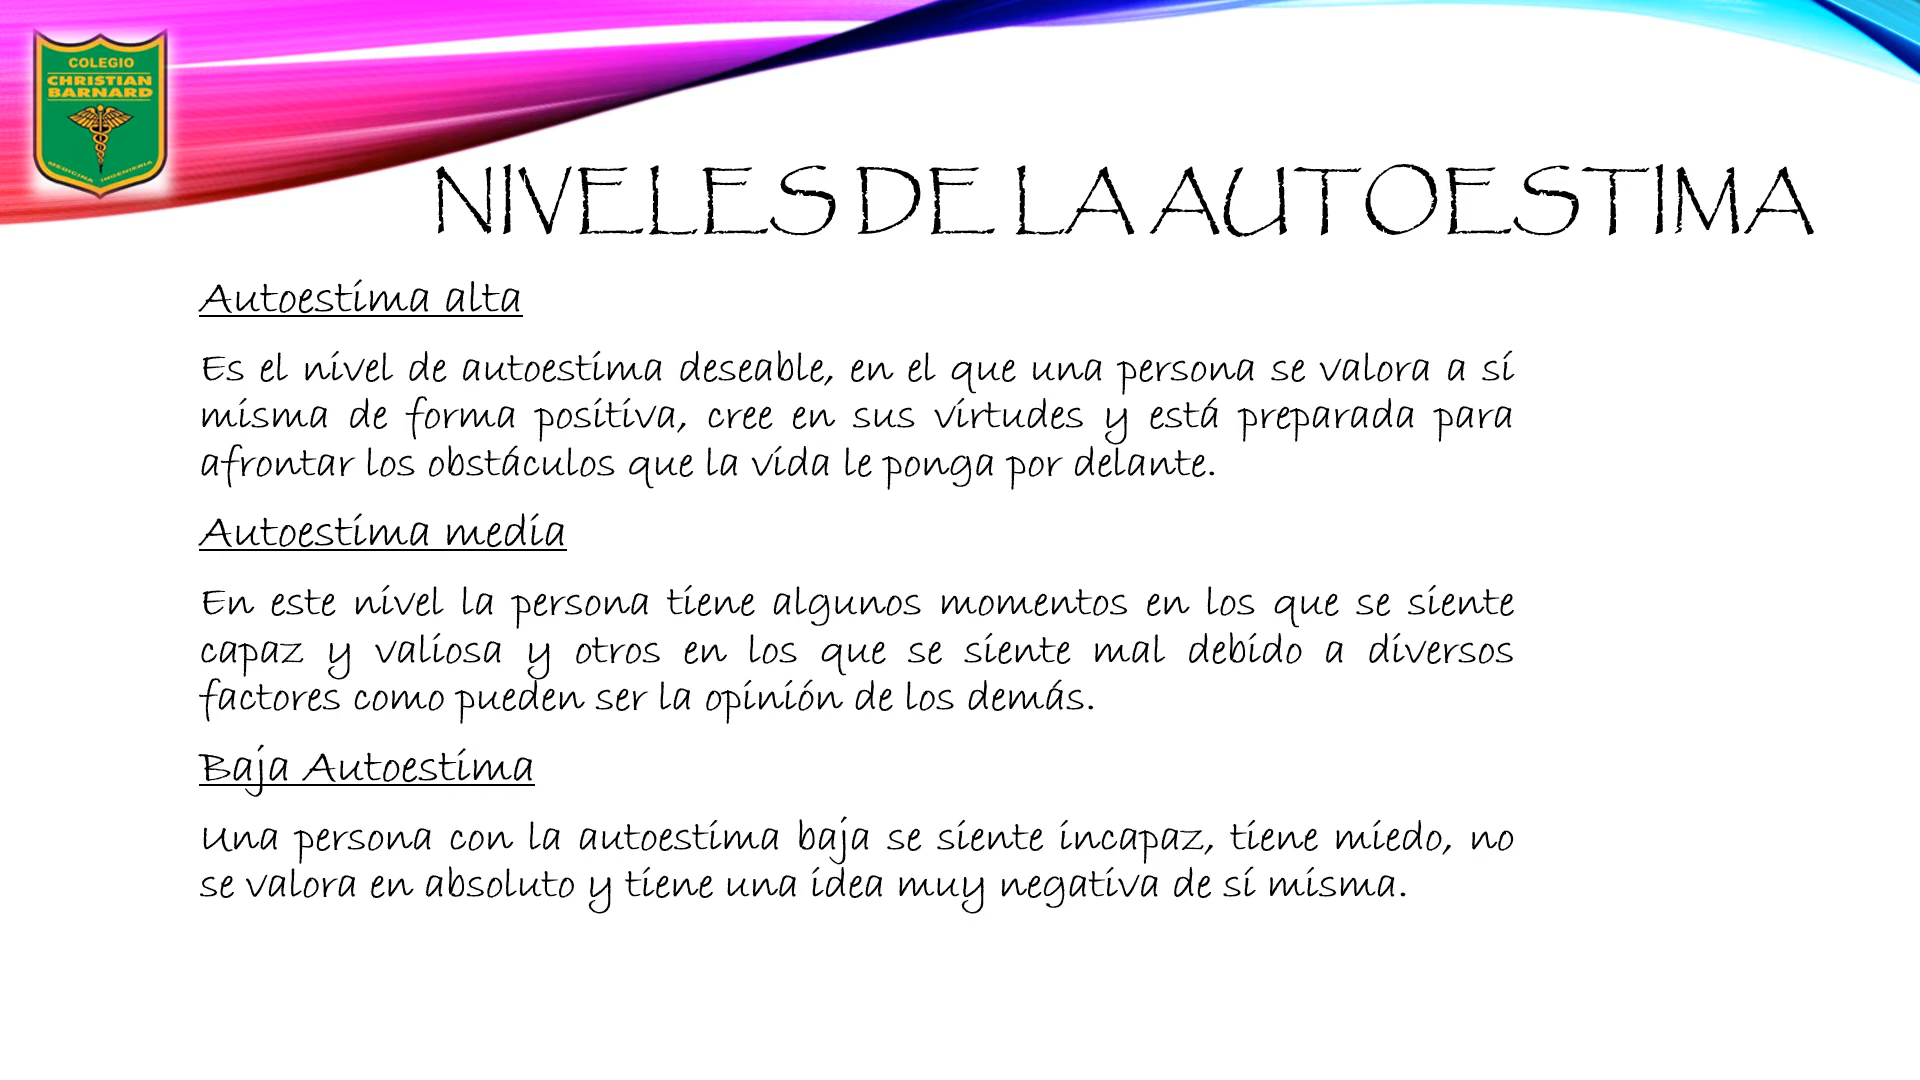 COLEGIO
CHRISTIAN
BARNARD
MEDICINA INGENIERIA
NIVELES DE LA AUTOESTIMA
Autoestima alta
Es el nivel de autoestima deseable, en el que una persona se valora a sí
misma de forma positiva, cree en sus virtudes y está preparada para
afrontar los obstáculos que la vida le ponga por delante.
Autoestima media
En este nivel la persona tiene algunos momentos en los que se siente
capaz y valiosa y otros en los que se siente mal debido a diversos
factores como pueden ser la opinión de los demás.
Baja Autoestima
Una persona con la autoestima baja se siente incapaz, tiene miedo, no
se valora en absoluto y tiene una idea muy negativa de sí misma.